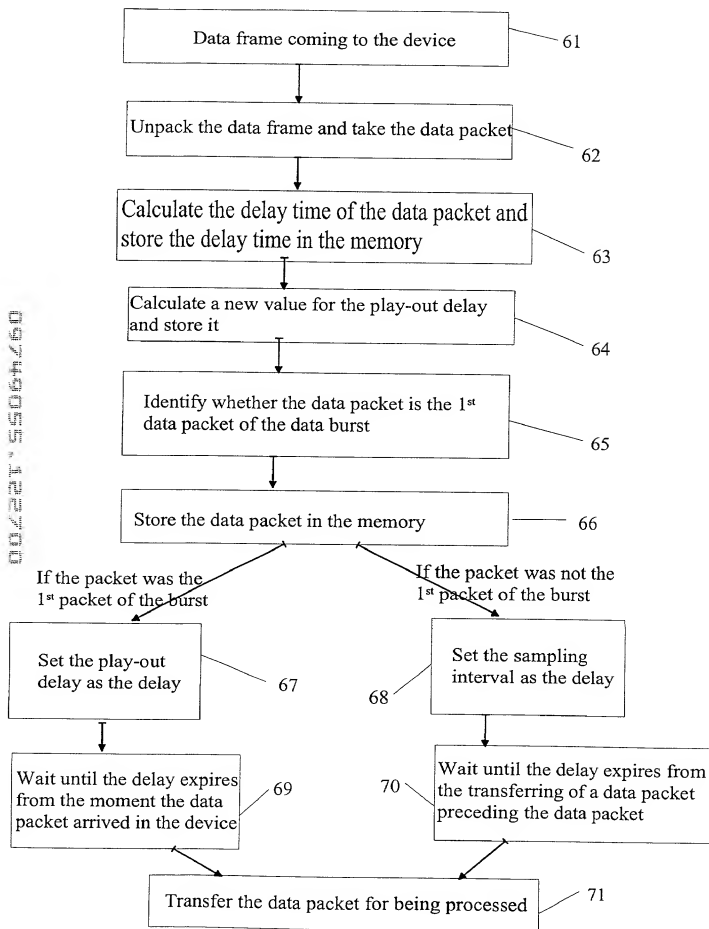 Data frame coming to the device
61
Unpack the data frame and take the data packet
62
Calculate the delay time of the data packet and
store the delay time in the memory
63
Calculate a new value for the play-out delay
and store it
64
Identify whether the data packet is the 1st
data packet of the data burst
65
Store the data packet in the memory
66
If the packet was the
1st packet of the burst
If the packet was not the
1st packet of the burst
Set the play-out
delay as the delay
67
Set the sampling
interval as the delay
68
Wait until the delay expires
from the moment the data
packet arrived in the device
69
Wait until the delay expires from
the transferring of a data packet
preceding the data packet
70
Transfer the data packet for being processed
71
09749055.122700